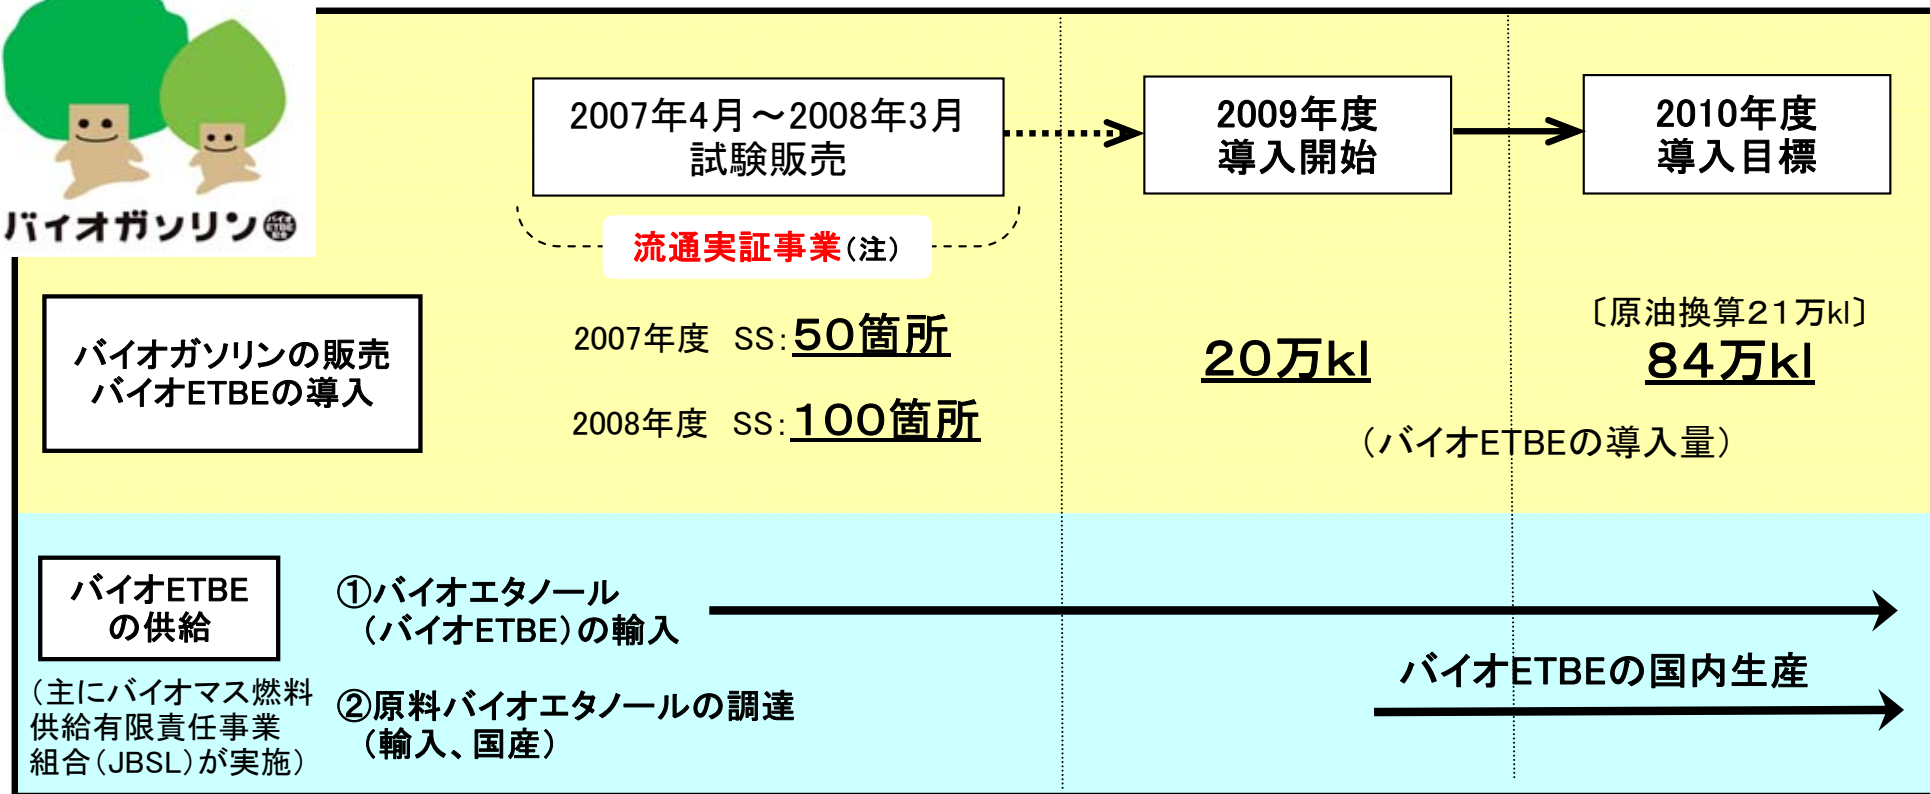 バイオガソリン
バイオ
ETBE
配合
2007年4月～2008年3月
試験販売
2009年度
導入開始
2010年度
導入目標
流通実証事業(注)
バイオガソリンの販売
バイオETBEの導入
2007年度 SS:50箇所
2008年度 SS:100箇所
20万kl
〔原油換算21万kl〕
84万kl
(バイオETBEの導入量)
バイオETBE
の供給
(主にバイオマス燃料
供給有限責任事業
組合(JBSL)が実施)
①バイオエタノール
(バイオETBE)の輸入
②原料バイオエタノールの調達
(輸入、国産)
バイオETBEの国内生産